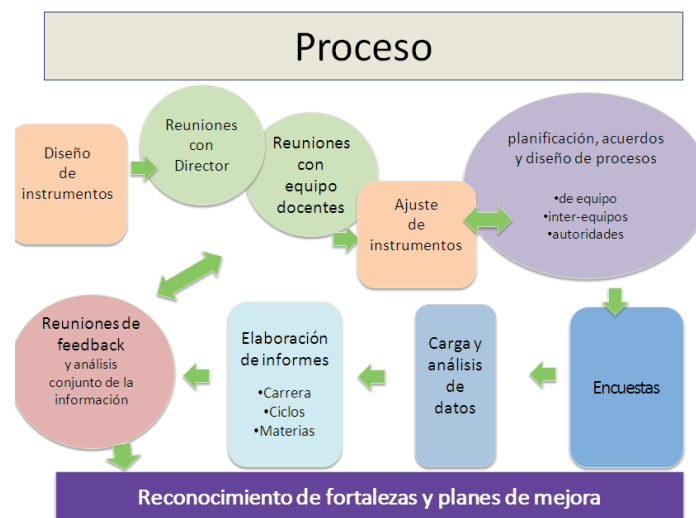 Proceso
Diseño
de
instrumentos
Reuniones
con
Director
Reuniones
con
equipo
docentes
Ajuste
de
instrumentos
planificación, acuerdos
y diseño de procesos
•de equipo
•inter-equipos
•autoridades
Encuestas
Carga y
análisis
de
datos
Elaboración
de informes
•Carrera
•Ciclos
•Materias
Reuniones de
feedback
y análisis
conjunto de la
información
Reconocimiento de fortalezas y planes de mejora